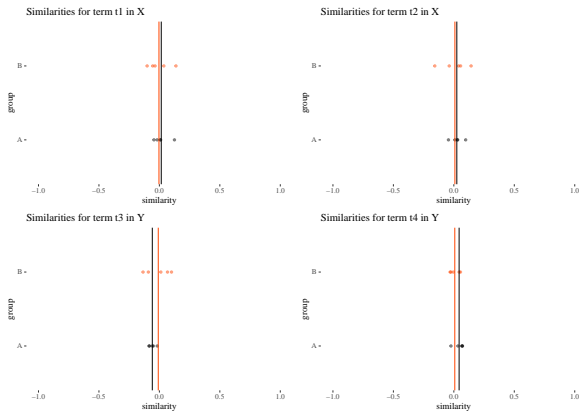 Similarities for term t1 in X
group
B
A
−1.0 −0.5 0.0 0.5 1.0
similarity
Similarities for term t2 in X
group
B
A
−1.0 −0.5 0.0 0.5 1.0
similarity
Similarities for term t3 in Y
group
B
A
−1.0 −0.5 0.0 0.5 1.0
similarity
Similarities for term t4 in Y
group
B
A
−1.0 −0.5 0.0 0.5 1.0
similarity